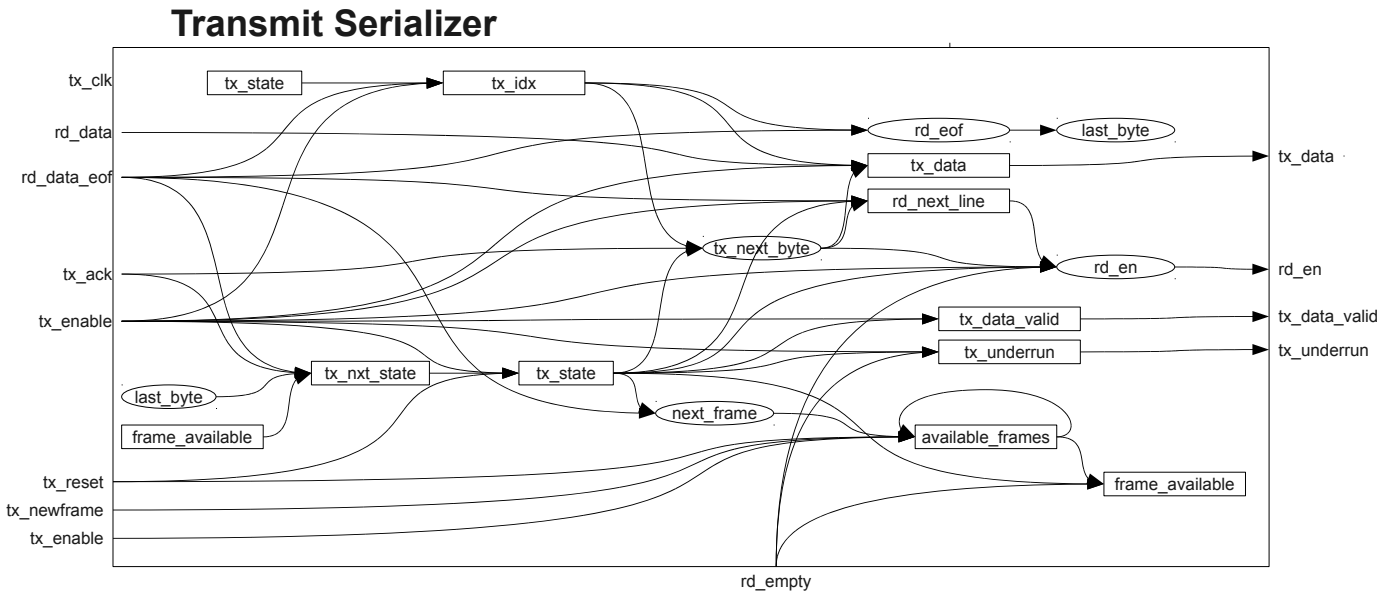 Transmit Serializer
tx_clk
tx_state
tx_idx
rd_data
rd_eof
last_byte
tx_data
tx_data
rd_data_eof
rd_next_line
tx_next_byte
tx_ack
rd_en
rd_en
tx_enable
tx_data_valid
tx_data_valid
tx_underrun
tx_underrun
tx_nxt_state
tx_state
last_byte
next_frame
frame_available
available_frames
tx_reset
frame_available
tx_newframe
tx_enable
rd_empty